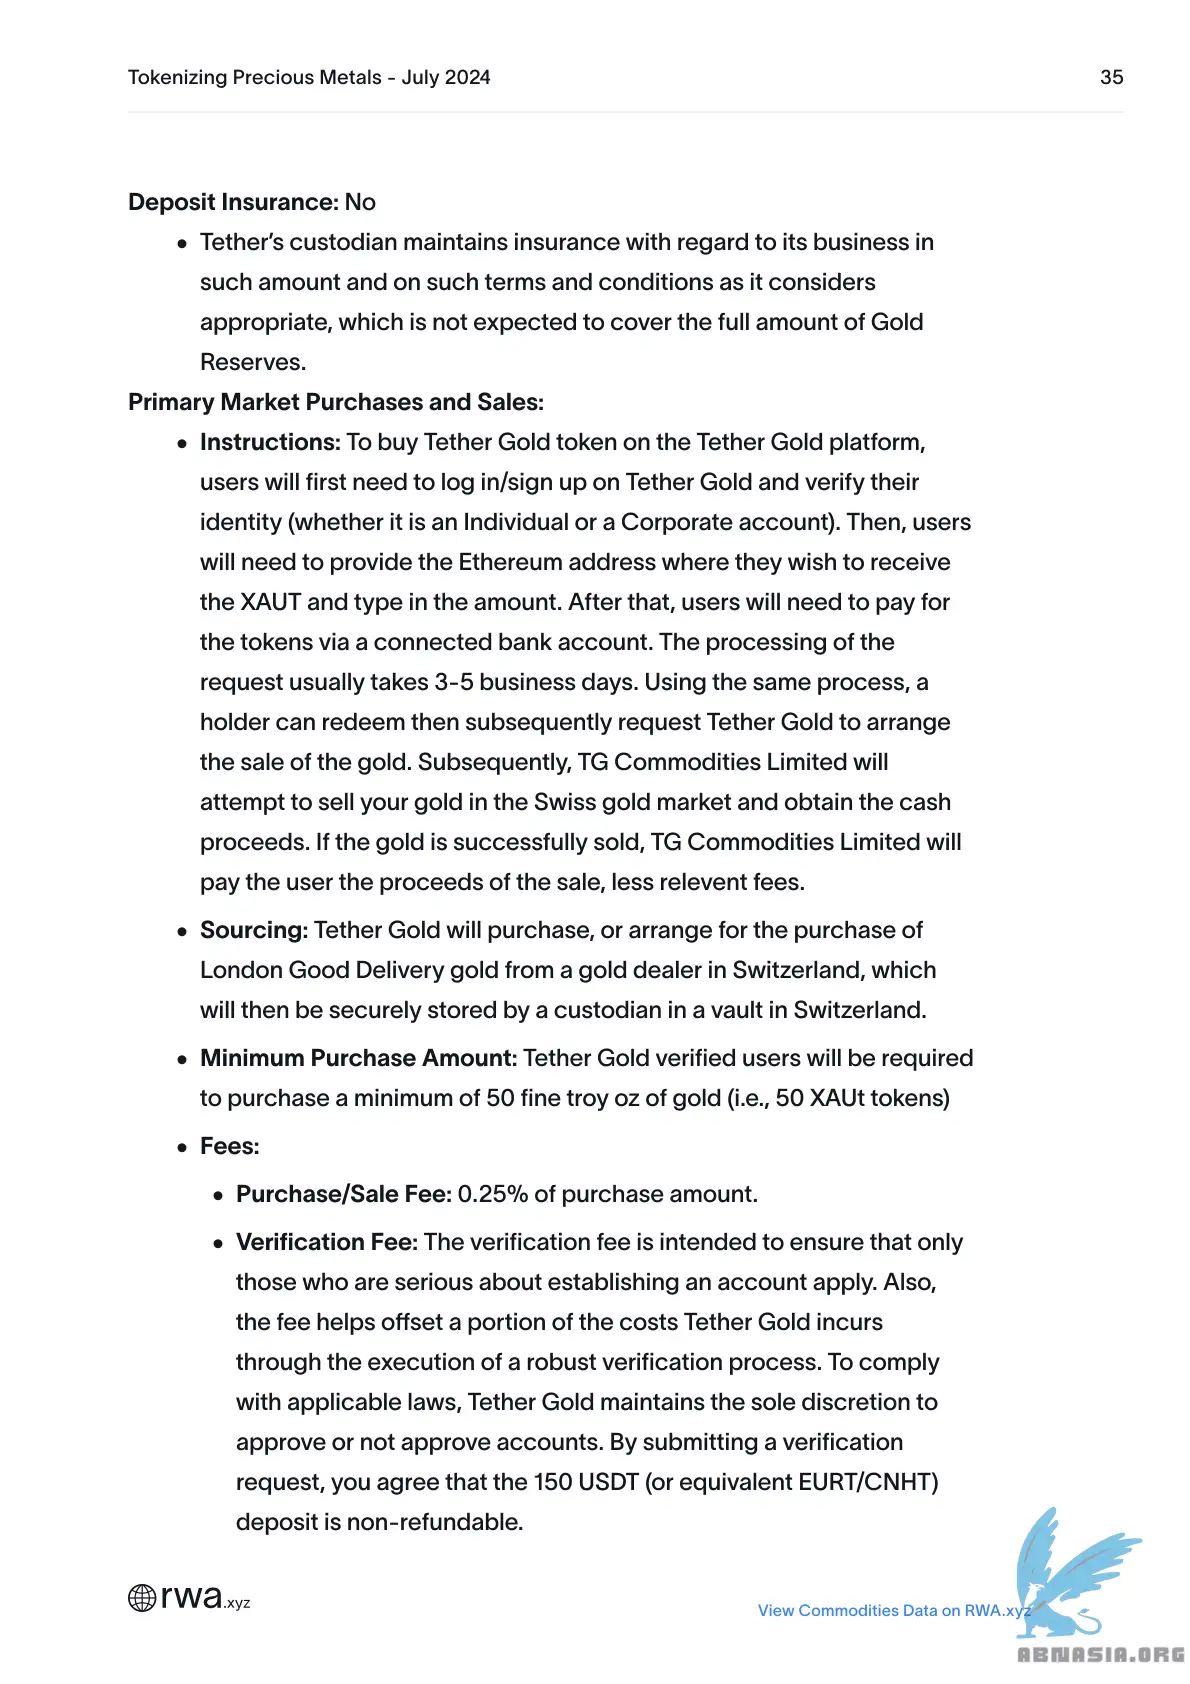 Tokenizing Precious Metals - July 2024
35
Deposit Insurance: No
• Tether’s custodian maintains insurance with regard to its business in
such amount and on such terms and conditions as it considers
appropriate, which is not expected to cover the full amount of Gold
Reserves.
Primary Market Purchases and Sales:
• Instructions: To buy Tether Gold token on the Tether Gold platform,
users will first need to log in/sign up on Tether Gold and verify their
identity (whether it is an Individual or a Corporate account). Then, users
will need to provide the Ethereum address where they wish to receive
the XAUT and type in the amount. After that, users will need to pay for
the tokens via a connected bank account. The processing of the
request usually takes 3-5 business days. Using the same process, a
holder can redeem then subsequently request Tether Gold to arrange
the sale of the gold. Subsequently, TG Commodities Limited will
attempt to sell your gold in the Swiss gold market and obtain the cash
proceeds. If the gold is successfully sold, TG Commodities Limited will
pay the user the proceeds of the sale, less relevent fees.
• Sourcing: Tether Gold will purchase, or arrange for the purchase of
London Good Delivery gold from a gold dealer in Switzerland, which
will then be securely stored by a custodian in a vault in Switzerland.
• Minimum Purchase Amount: Tether Gold verified users will be required
to purchase a minimum of 50 fine troy oz of gold (i.e., 50 XAUt tokens)
• Fees:
• Purchase/Sale Fee: 0.25% of purchase amount.
• Verification Fee: The verification fee is intended to ensure that only
those who are serious about establishing an account apply. Also,
the fee helps offset a portion of the costs Tether Gold incurs
through the execution of a robust verification process. To comply
with applicable laws, Tether Gold maintains the sole discretion to
approve or not approve accounts. By submitting a verification
request, you agree that the 150 USDT (or equivalent EURT/CNHT)
deposit is non-refundable.
rwa.xyz
View Commodities Data on RWA.xyz
ABNASIA.ORG